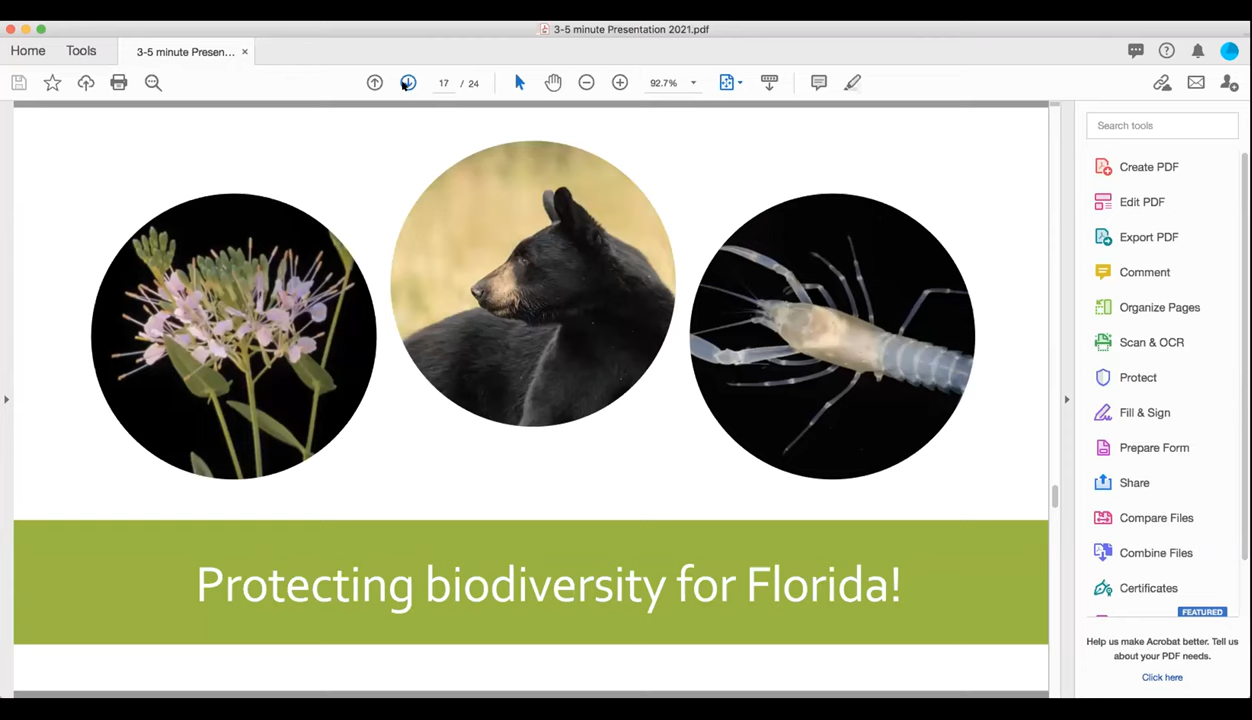 3-5 minute Presentation 2021.pdf
Home
Tools
3-5 minute Presen... ×
17 / 24
92.7%
Search tools
Create PDF
Edit PDF
Export PDF
Comment
Organize Pages
Scan & OCR
Protect
Fill & Sign
Prepare Form
Share
Compare Files
Combine Files
Certificates
FEATURED
Help us make Acrobat better. Tell us
about your PDF needs.
Click here
Protecting biodiversity for Florida!